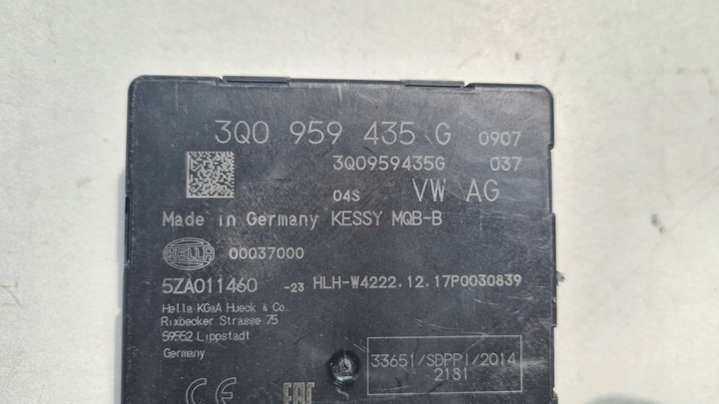 3Q0 959 435 G 0907
3Q0959435G 037
04S VW AG
Made in Germany KESSY MQB-B
HELLA 00037000
5ZA011460 -23 HLH-W4222.12.17P0030839
Hella KGaA Hueck & Co.
Rixbecker Strasse 75
59552 Lippstadt
Germany
33651/SDPPI/2014
2181
CE EAC